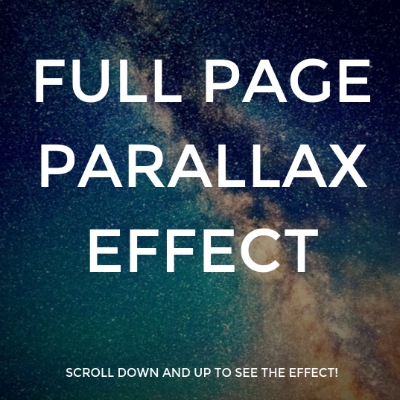 FULL PAGE
PARALLAX
EFFECT
SCROLL DOWN AND UP TO SEE THE EFFECT!